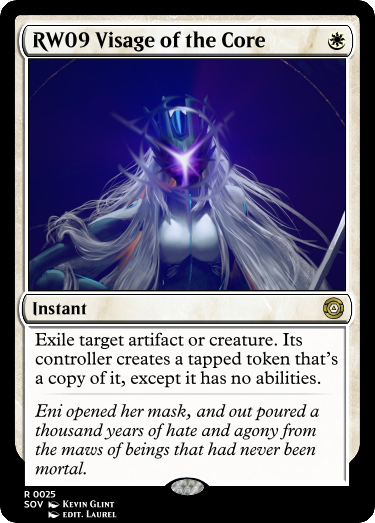 RW09 Visage of the Core
Instant
Exile target artifact or creature. Its
controller creates a tapped token that's
a copy of it, except it has no abilities.
Eni opened her mask, and out poured a
thousand years of hate and agony from
the maws of beings that had never been
mortal.
R 0025
SOV Kevin Glint
edit. Laurel